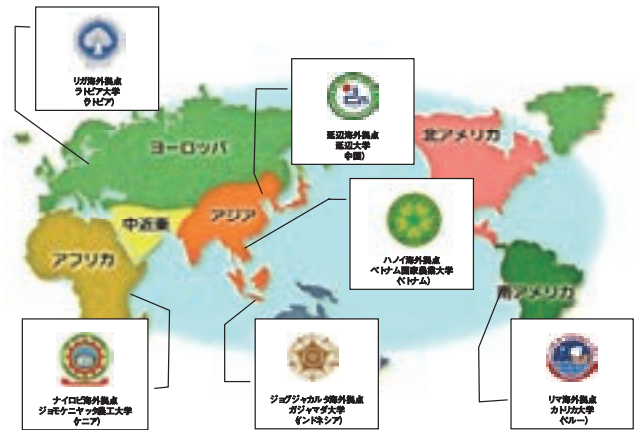 リガ海外拠点
ラトビア大学
(ラトビア)
延辺海外拠点
延辺大学
(中国)
北アメリカ
ヨーロッパ
アジア
中近東
アフリカ
ハノイ海外拠点
ベトナム国家農業大学
(ベトナム)
南アメリカ
ナイロビ海外拠点
ジョモケニヤッタ農工大学
(ケニア)
ジョグジャカルタ海外拠点
ガジャマダ大学
(インドネシア)
リマ海外拠点
カトリカ大学
(ペルー)